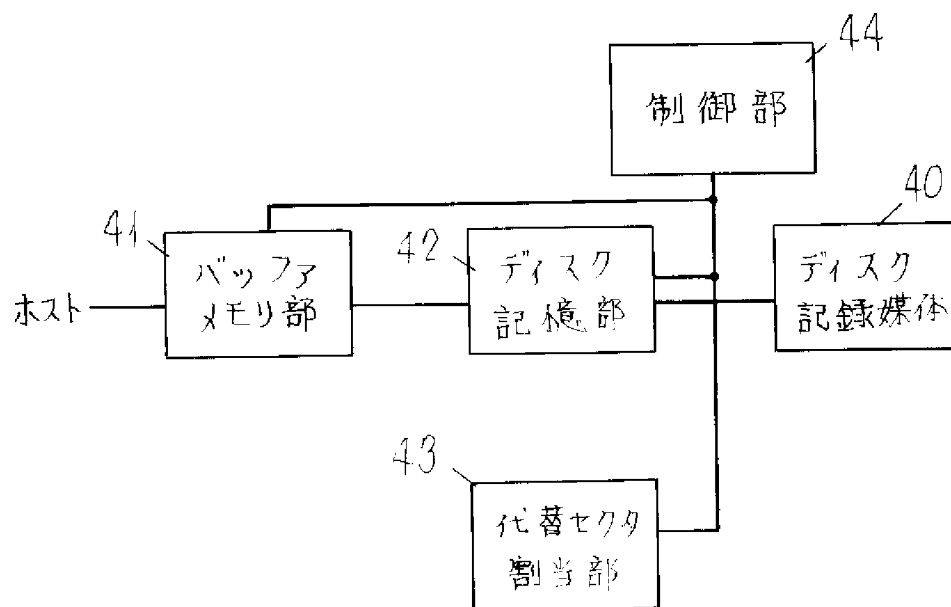 44
制御部
40
41
バッファ
メモリ部
42
ディスク
記憶部
ディスク
記録媒体
ホスト
43
代替セクタ
割当部